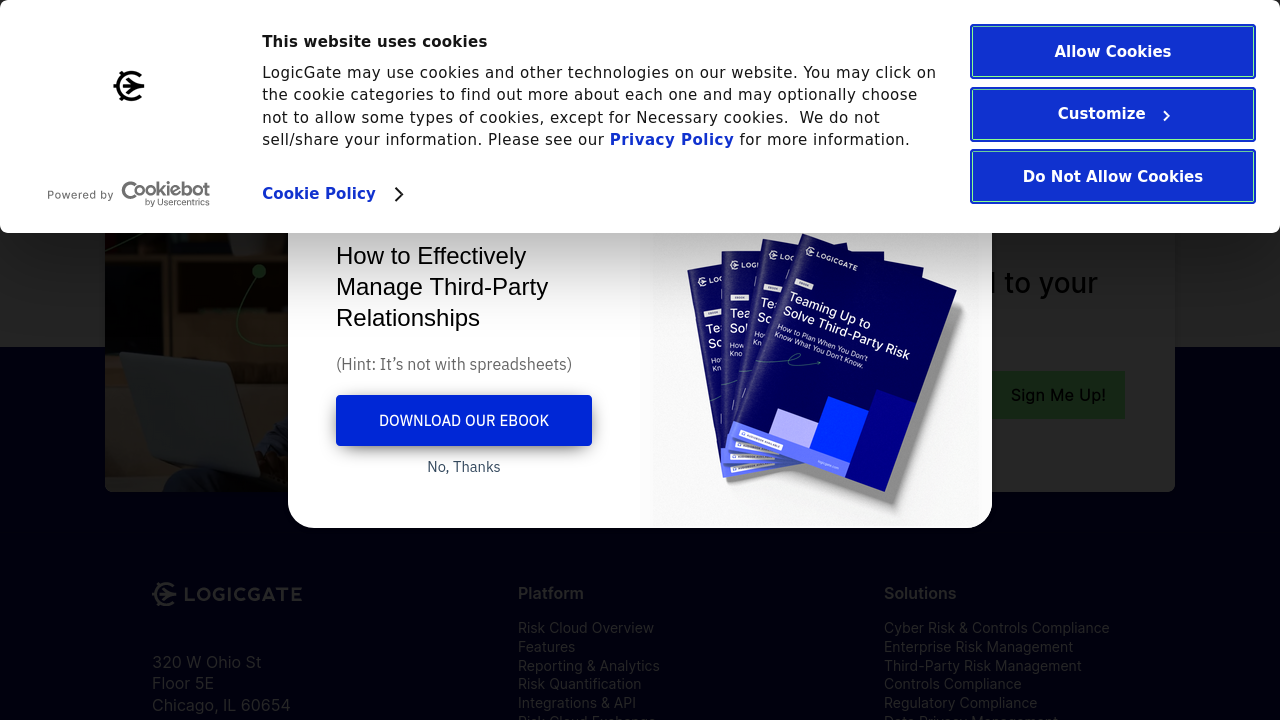 This website uses cookies
LogicGate may use cookies and other technologies on our website. You may click on
the cookie categories to find out more about each one and may optionally choose
not to allow some types of cookies, except for Necessary cookies.  We do not
sell/share your information. Please see our Privacy Policy for more information.
Cookie Policy
Powered by Cookiebot
by Usercentrics
Allow Cookies
Customize
Do Not Allow Cookies
How to Effectively
Manage Third-Party
Relationships
(Hint: It’s not with spreadsheets)
DOWNLOAD OUR EBOOK
No, Thanks
LOGICGATE
Teaming Up to
Solve Third-Party Risk
How to Plan When You Don't
Know What You Don't Know.
to your
Sign Me Up!
LOGICGATE
320 W Ohio St
Floor 5E
Chicago, IL 60654
Platform
Risk Cloud Overview
Features
Reporting & Analytics
Risk Quantification
Integrations & API
Risk Cloud Exchange
Solutions
Cyber Risk & Controls Compliance
Enterprise Risk Management
Third-Party Risk Management
Controls Compliance
Regulatory Compliance
Data Privacy Management